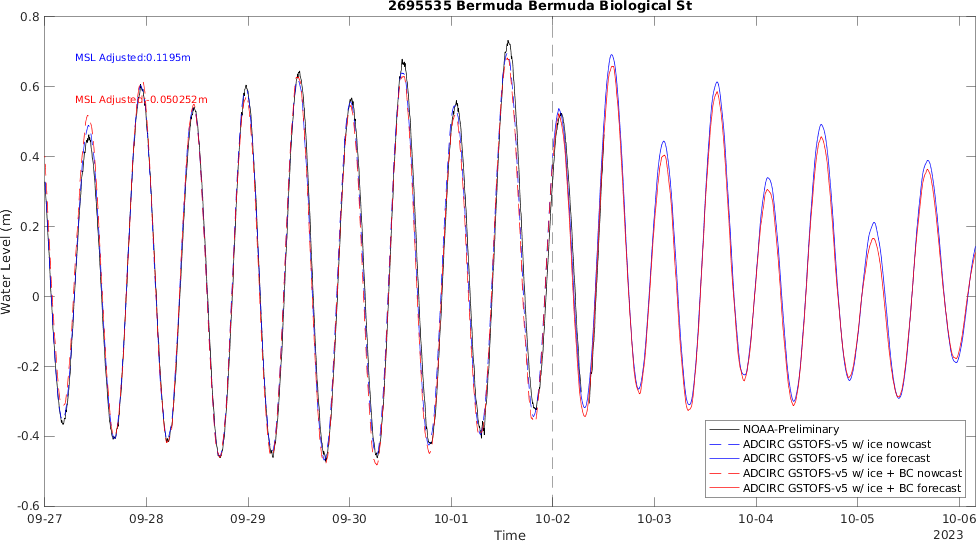 2695535 Bermuda Bermuda Biological St
MSL Adjusted:0.1195m
MSL Adjusted:-0.050252m
Water Level (m)
0.8
0.6
0.4
0.2
0
-0.2
-0.4
-0.6
NOAA-Preliminary
ADCIRC GSTOFS-v5 w/ ice nowcast
ADCIRC GSTOFS-v5 w/ ice forecast
ADCIRC GSTOFS-v5 w/ ice + BC nowcast
ADCIRC GSTOFS-v5 w/ ice + BC forecast
09-27 09-28 09-29 09-30 10-01 10-02 10-03 10-04 10-05 10-06
Time
2023